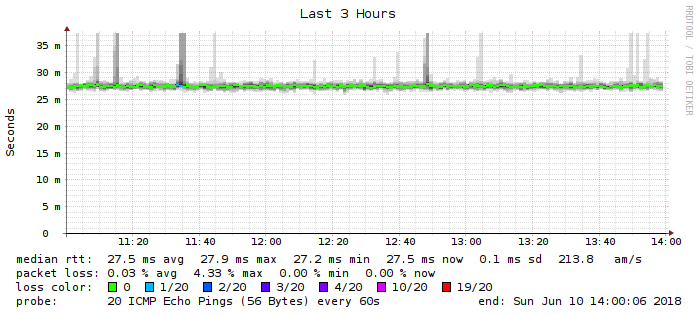 Last 3 Hours
RRDTOOL / TOBI OETIKER
Seconds
35 m
30 m
25 m
20 m
15 m
10 m
5 m
0
11:20 11:40 12:00 12:20 12:40 13:00 13:20 13:40 14:00
median rtt: 27.5 ms avg 27.9 ms max 27.2 ms min 27.5 ms now 0.1 ms sd 213.8 am/s
packet loss: 0.03 % avg 4.33 % max 0.00 % min 0.00 % now
loss color: 0 1/20 2/20 3/20 4/20 10/20 19/20
probe: 20 ICMP Echo Pings (56 Bytes) every 60s end: Sun Jun 10 14:00:06 2018